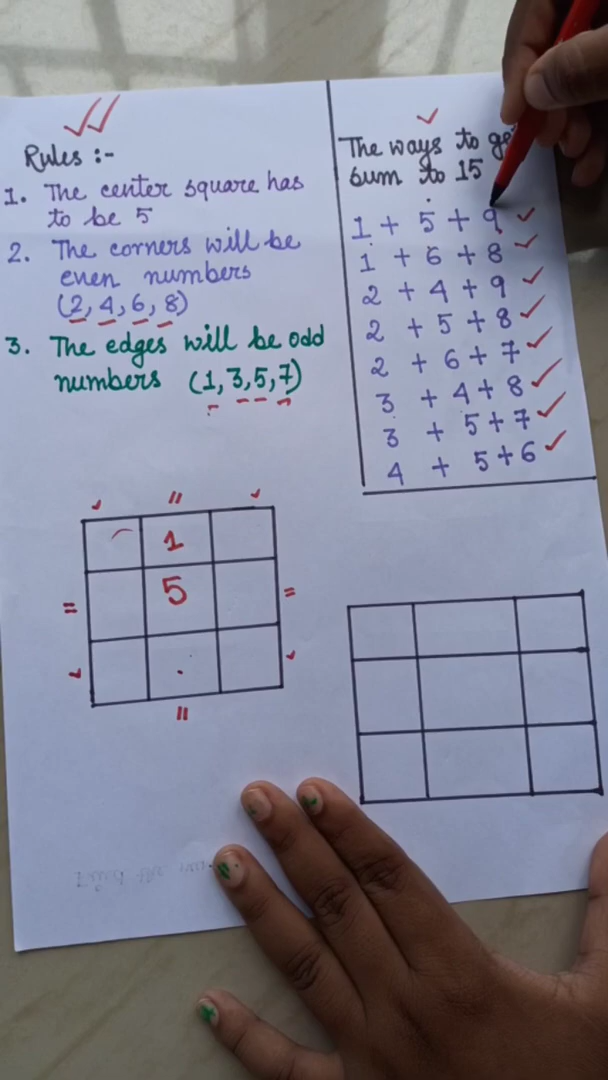 Rules :-
1. The center square has
to be 5
2. The corners will be
even numbers
(2, 4, 6, 8)
3. The edges will be odd
numbers (1, 3, 5, 7)
The ways to
sum to 15
1 + 5 + 9
1 + 6 + 8
2 + 4 + 9
2 + 5 + 8
2 + 6 + 7
3 + 4 + 8
3 + 5 + 7
4 + 5 + 6
1
5